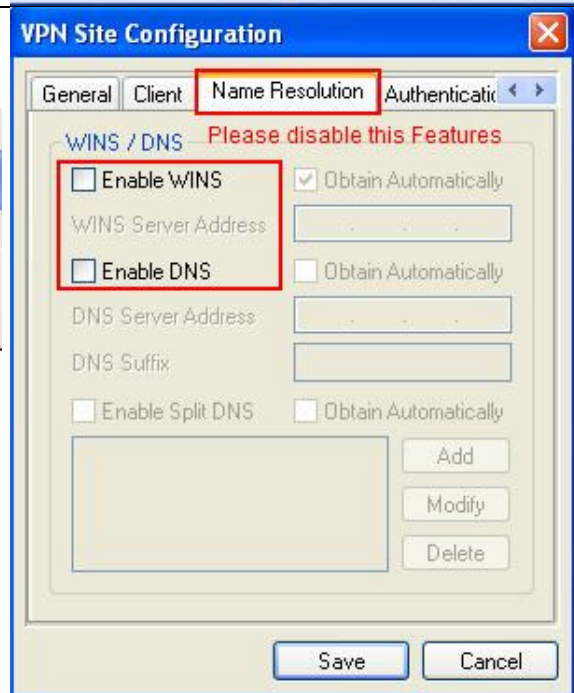 VPN Site Configuration
General Client Name Resolution Authenticatic
WINS / DNS Please disable this Features
Enable WINS Obtain Automatically
WINS Server Address
Enable DNS Obtain Automatically
DNS Server Address
DNS Suffix
Enable Split DNS Obtain Automatically
Add
Modify
Delete
Save Cancel